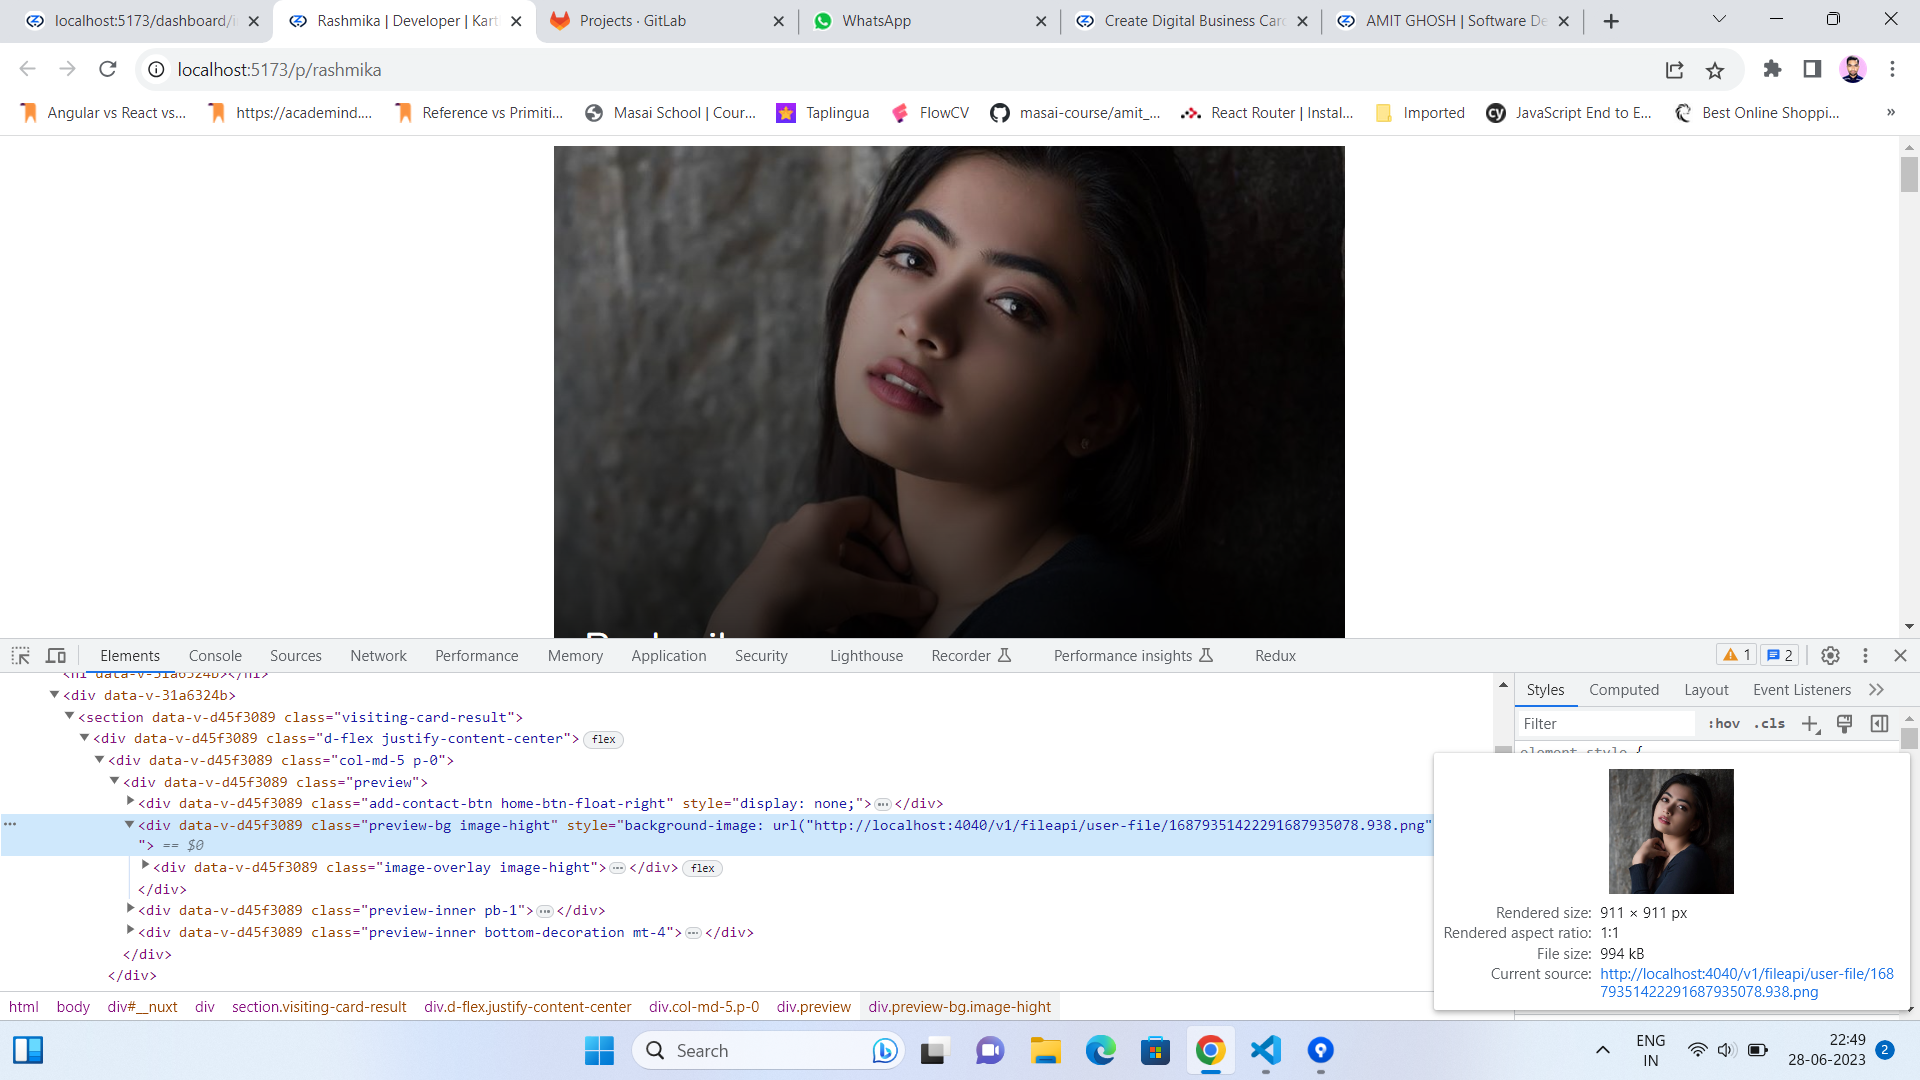 localhost:5173/dashboard/i
Rashmika | Developer | Kart
Projects · GitLab
WhatsApp
Create Digital Business Card
AMIT GHOSH | Software De
localhost:5173/p/rashmika
Angular vs React vs...
https://academind....
Reference vs Primiti...
Masai School | Cour...
Taplingua
FlowCV
masai-course/amit_...
React Router | Instal...
Imported
JavaScript End to E...
Best Online Shoppi...
»
Elements
Console
Sources
Network
Performance
Memory
Application
Security
Lighthouse
Recorder
Performance insights
Redux
1
2
<div data-v-31a6324b>
<section data-v-d45f3089 class="visiting-card-result">
<div data-v-d45f3089 class="d-flex justify-content-center"> flex
<div data-v-d45f3089 class="col-md-5 p-0">
<div data-v-d45f3089 class="preview">
<div data-v-d45f3089 class="add-contact-btn home-btn-float-right" style="display: none;">…</div>
<div data-v-d45f3089 class="preview-bg image-hight" style="background-image: url("http://localhost:4040/v1/fileapi/user-file/16879351422291687935078.938.png"
"> == $0
<div data-v-d45f3089 class="image-overlay image-hight">…</div> flex
</div>
<div data-v-d45f3089 class="preview-inner pb-1">…</div>
<div data-v-d45f3089 class="preview-inner bottom-decoration mt-4">…</div>
</div>
</div>
html body div#__nuxt div section.visiting-card-result div.d-flex.justify-content-center div.col-md-5.p-0 div.preview div.preview-bg.image-hight
Styles
Computed
Layout
Event Listeners
Filter
:hov .cls
element.style {
Rendered size: 911 × 911 px
Rendered aspect ratio: 1:1
File size: 994 kB
Current source: http://localhost:4040/v1/fileapi/user-file/168
79351422291687935078.938.png
Search
ENG
IN
22:49
28-06-2023
2